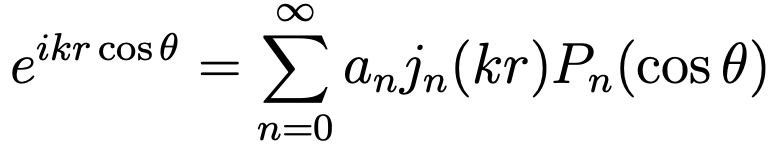 e^{ikr\cos\theta} = \sum_{n=0}^{\infty} a_n j_n(kr) P_n(\cos\theta)